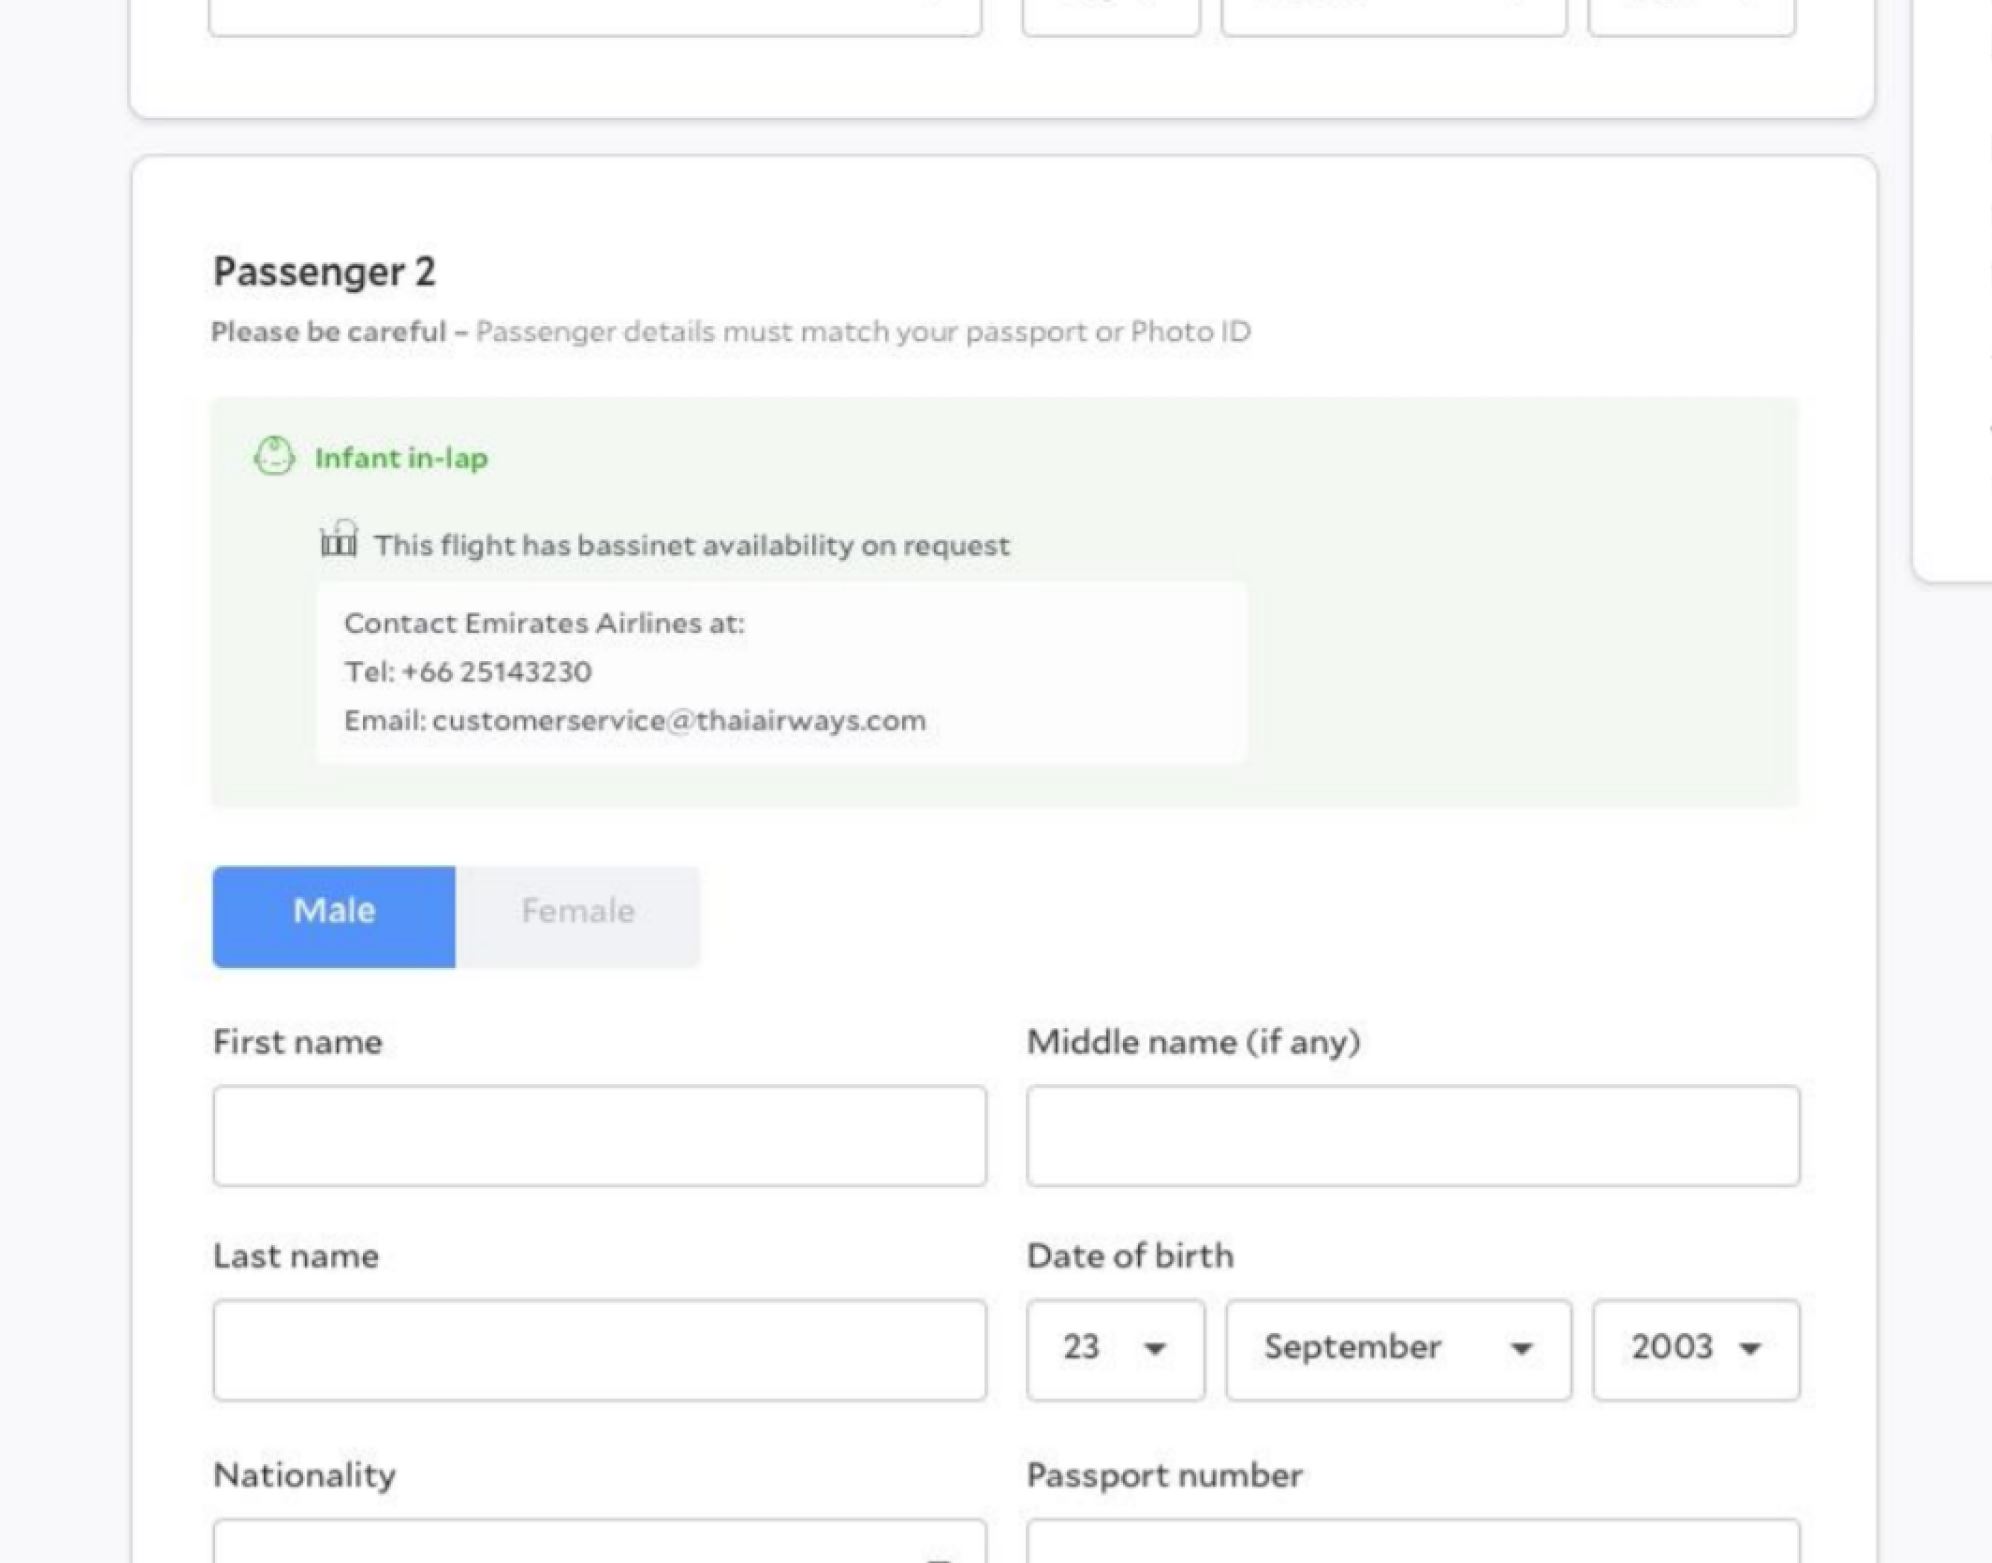 Passenger 2
Please be careful – Passenger details must match your passport or Photo ID
Infant in-lap
This flight has bassinet availability on request
Contact Emirates Airlines at:
Tel: +66 25143230
Email: customerservice@thaiairways.com
Male Female
First name Middle name (if any)
Last name Date of birth
23 September 2003
Nationality Passport number